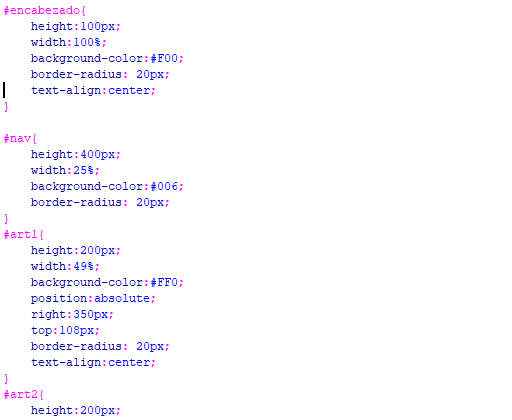 #encabezado{
    height:100px;
    width:100%;
    background-color:#F00;
    border-radius: 20px;
    text-align:center;
}

#nav{
    height:400px;
    width:25%;
    background-color:#006;
    border-radius: 20px;
}
#art1{
    height:200px;
    width:49%;
    background-color:#FF0;
    position:absolute;
    right:350px;
    top:108px;
    border-radius: 20px;
    text-align:center;
}
#art2{
    height:200px;